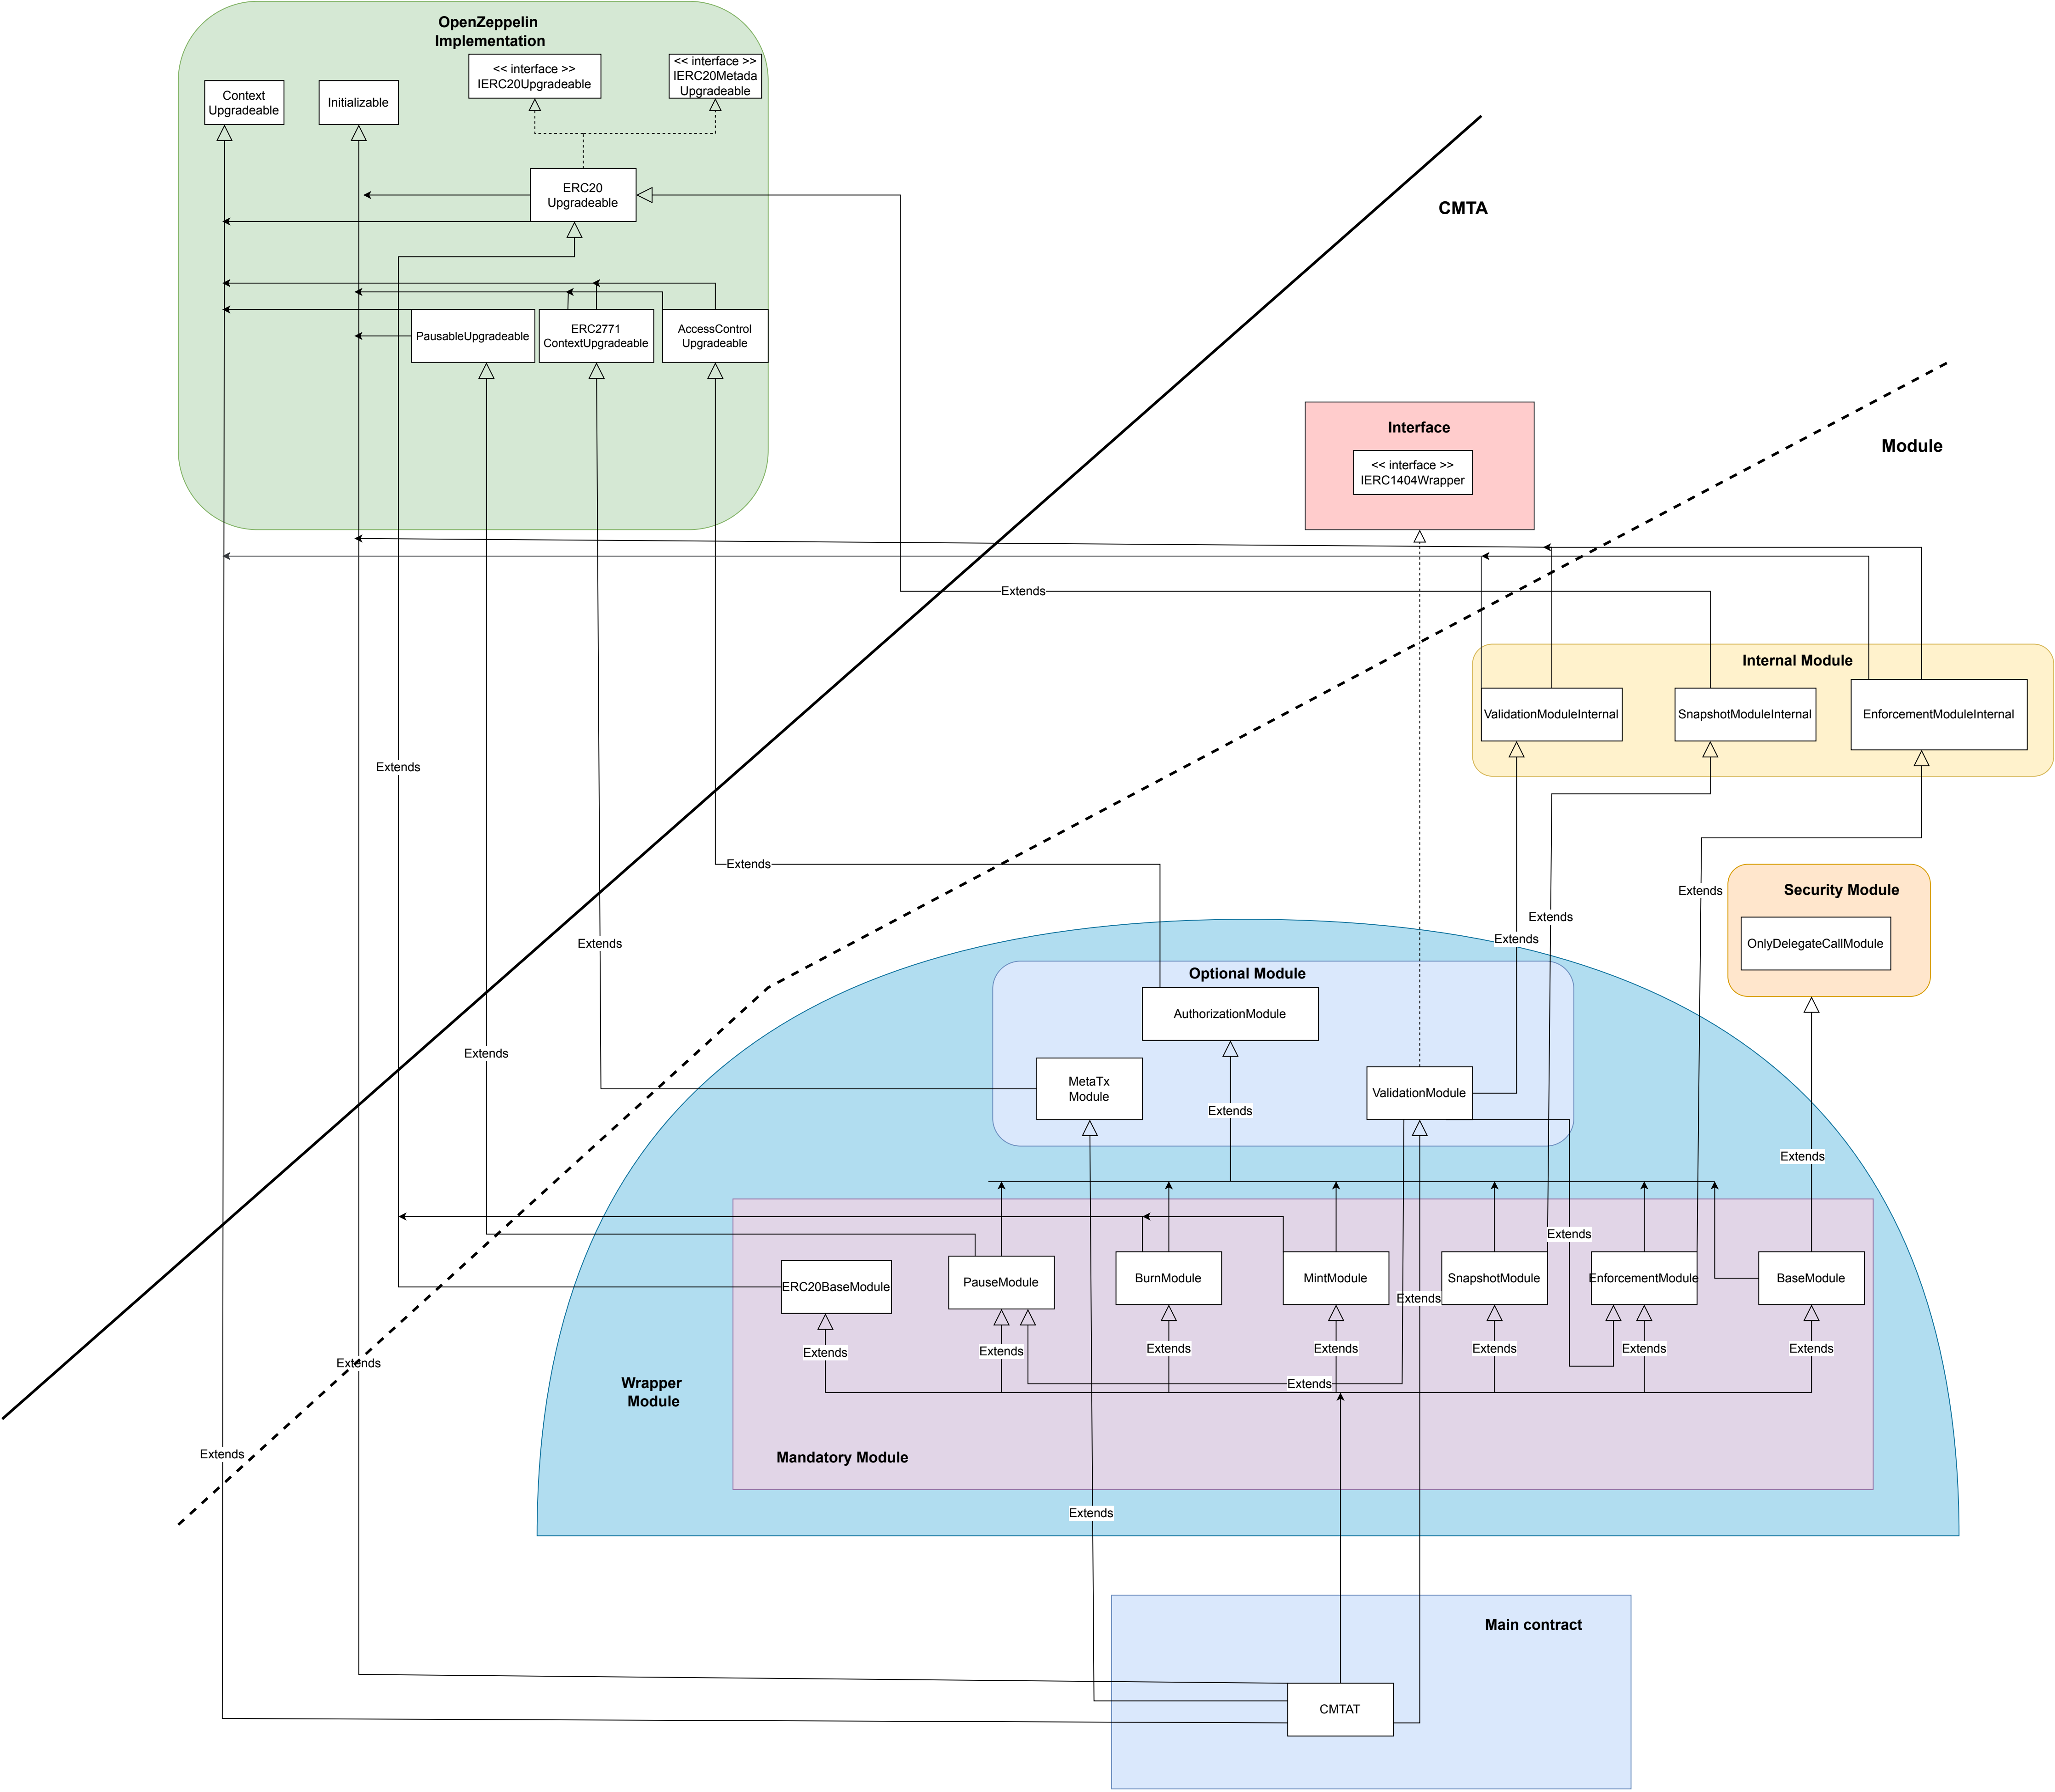 OpenZeppelin
Implementation
<< interface >>
IERC20Upgradeable
<< interface >>
IERC20Metada
Upgradeable
Context
Upgradeable
Initializable
ERC20
Upgradeable
CMTA
PausableUpgradeable
ERC2771
ContextUpgradeable
AccessControl
Upgradeable
Interface
<< interface >>
IERC1404Wrapper
Module
Extends
Internal Module
ValidationModuleInternal
SnapshotModuleInternal
EnforcementModuleInternal
Extends
Extends
Extends
Security Module
Extends
Extends
Extends
OnlyDelegateCallModule
Optional Module
AuthorizationModule
Extends
MetaTx
Module
ValidationModule
Extends
Extends
Extends
ERC20BaseModule
PauseModule
BurnModule
MintModule
SnapshotModule
EnforcementModule
BaseModule
Extends
Extends
Extends
Extends
Extends
Extends
Extends
Extends
Extends
Extends
Wrapper
Module
Extends
Mandatory Module
Extends
Main contract
CMTAT